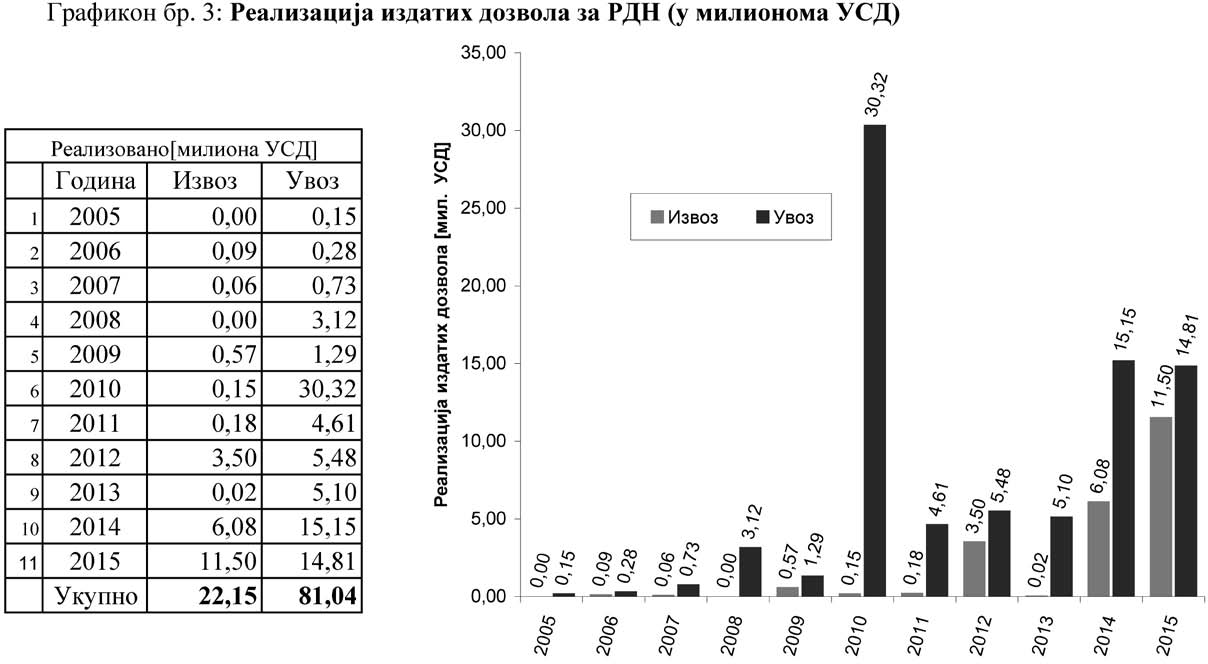 Графикон бр. 3: Реализација издатих дозвола за РДН (у милионома УСД)
Реализовано[милиона УСД]
Година Извоз Увоз
1 2005 0,00 0,15
2 2006 0,09 0,28
3 2007 0,06 0,73
4 2008 0,00 3,12
5 2009 0,57 1,29
6 2010 0,15 30,32
7 2011 0,18 4,61
8 2012 3,50 5,48
9 2013 0,02 5,10
10 2014 6,08 15,15
11 2015 11,50 14,81
Укупно 22,15 81,04
Реализација издатих дозвола [мил. УСД]
35,00
30,00
25,00
20,00
15,00
10,00
5,00
0,00
Извоз Увоз
0,00 0,15
0,09 0,28
0,06 0,73
0,00 3,12
0,57 1,29
0,15 30,32
0,18 4,61
3,50 5,48
0,02 5,10
6,08 15,15
11,50 14,81
2005 2006 2007 2008 2009 2010 2011 2012 2013 2014 2015